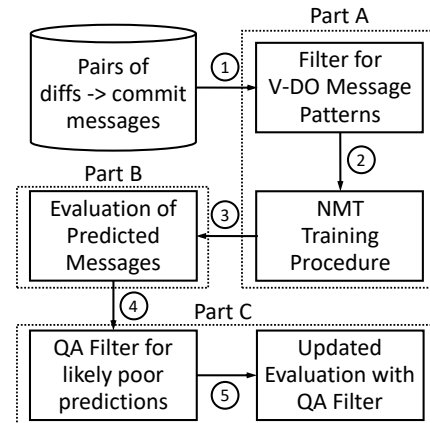 Part A
Pairs of
diffs -> commit
messages
1
Filter for
V-DO Message
Patterns
2
Part B
Evaluation of
Predicted
Messages
3
NMT
Training
Procedure
4
Part C
QA Filter for
likely poor
predictions
5
Updated
Evaluation with
QA Filter